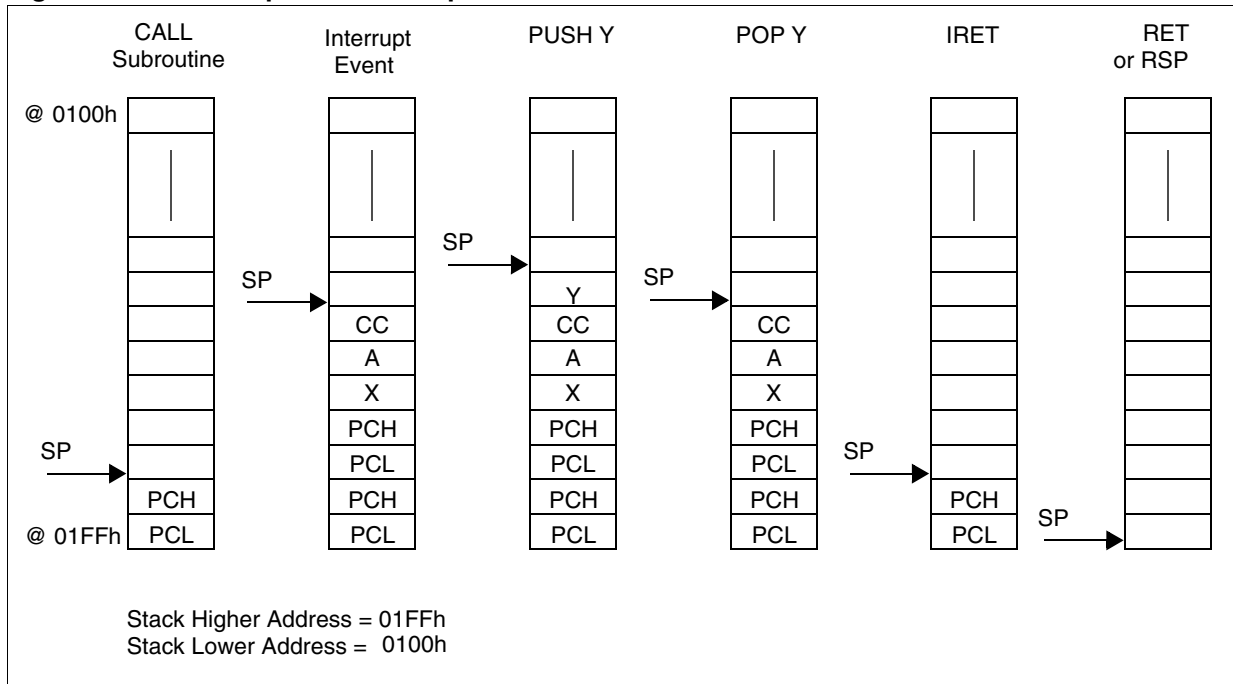 CALL
Subroutine
Interrupt
Event
PUSH Y
POP Y
IRET
RET
or RSP
@ 0100h
SP
SP
SP
Y
CC
CC
CC
A
A
A
X
X
X
PCH
PCH
PCH
SP
PCL
PCL
PCL
SP
PCH
PCH
PCH
PCH
PCH
SP
@ 01FFh
PCL
PCL
PCL
PCL
PCL
Stack Higher Address = 01FFh
Stack Lower Address = 0100h